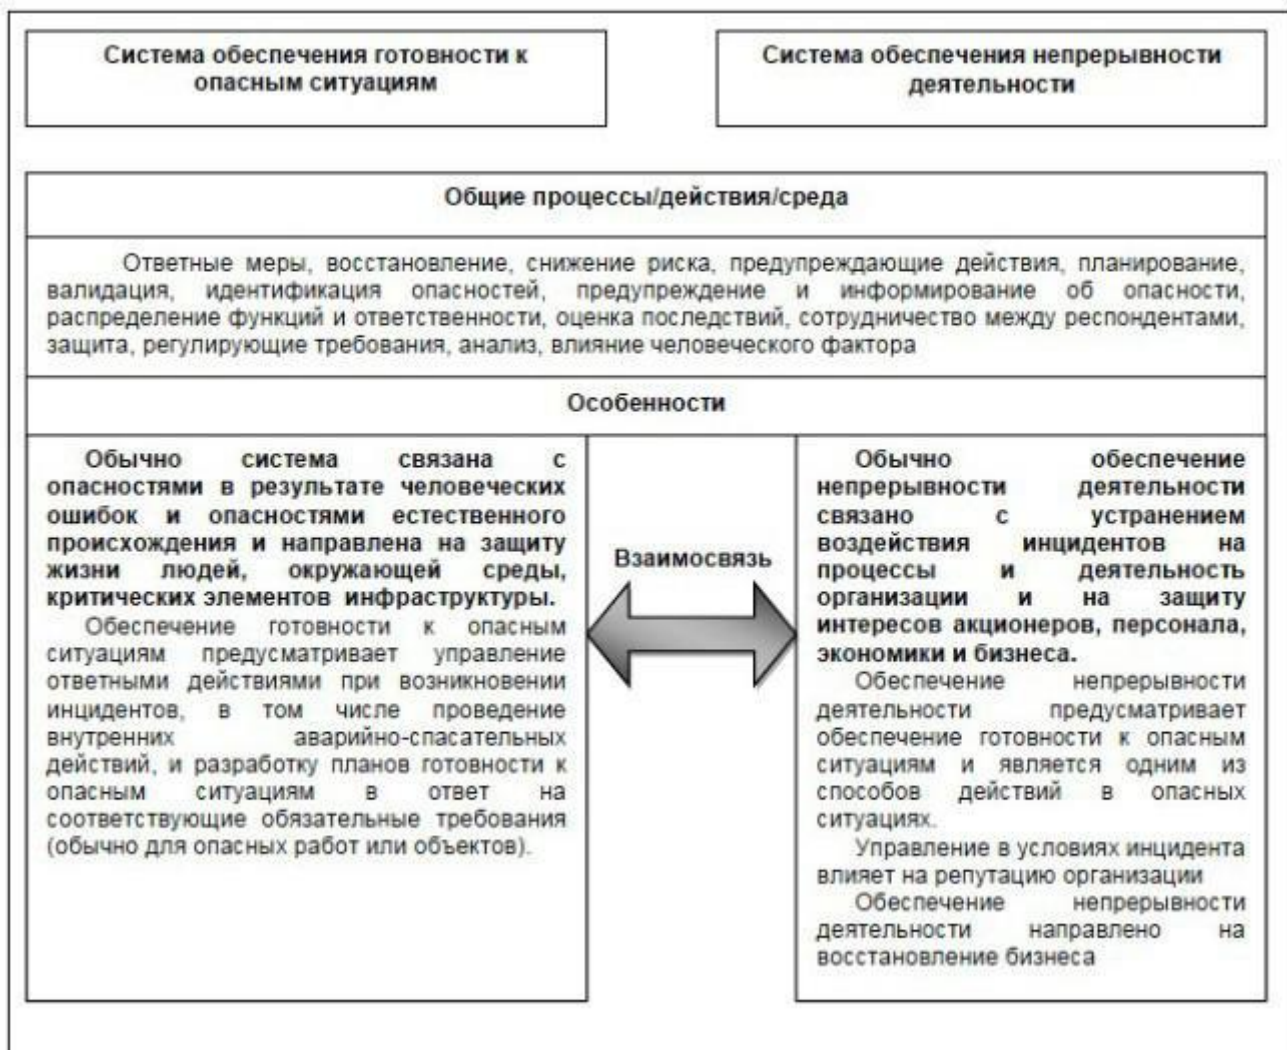 Система обеспечения готовности к
опасным ситуациям
Система обеспечения непрерывности
деятельности
Общие процессы/действия/среда
Ответные меры, восстановление, снижение риска, предупреждающие действия, планирование,
валидация, идентификация опасностей, предупреждение и информирование об опасности,
распределение функций и ответственности, оценка последствий, сотрудничество между респондентами,
защита, регулирующие требования, анализ, влияние человеческого фактора
Особенности
Обычно система связана с
опасностями в результате человеческих
ошибок и опасностями естественного
происхождения и направлена на защиту
жизни людей, окружающей среды,
критических элементов инфраструктуры.
Обеспечение готовности к опасным
ситуациям предусматривает управление
ответными действиями при возникновении
инцидентов, в том числе проведение
внутренних аварийно-спасательных
действий, и разработку планов готовности к
опасным ситуациям в ответ на
соответствующие обязательные требования
(обычно для опасных работ или объектов).
Взаимосвязь
Обычно обеспечение
непрерывности деятельности
связано с устранением
воздействия инцидентов на
процессы и деятельность
организации и на защиту
интересов акционеров, персонала,
экономики и бизнеса.
Обеспечение непрерывности
деятельности предусматривает
обеспечение готовности к опасным
ситуациям и является одним из
способов действий в опасных
ситуациях.
Управление в условиях инцидента
влияет на репутацию организации
Обеспечение непрерывности
деятельности направлено на
восстановление бизнеса